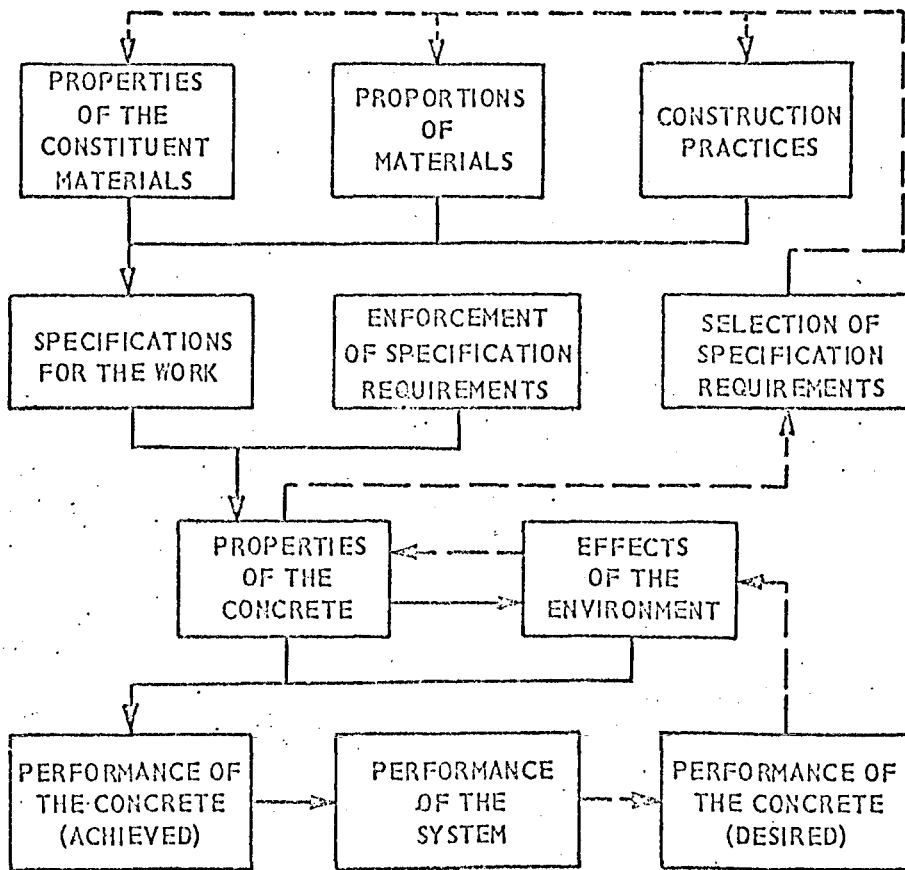 PROPERTIES
OF THE
CONSTITUENT
MATERIALS
PROPORTIONS
OF
MATERIALS
CONSTRUCTION
PRACTICES
SPECIFICATIONS
FOR THE WORK
ENFORCEMENT
OF SPECIFICATION
REQUIREMENTS
SELECTION OF
SPECIFICATION
REQUIREMENTS
PROPERTIES
OF THE
CONCRETE
EFFECTS
OF THE
ENVIRONMENT
PERFORMANCE OF
THE CONCRETE
(ACHIEVED)
PERFORMANCE
OF THE
SYSTEM
PERFORMANCE OF
THE CONCRETE
(DESIRED)